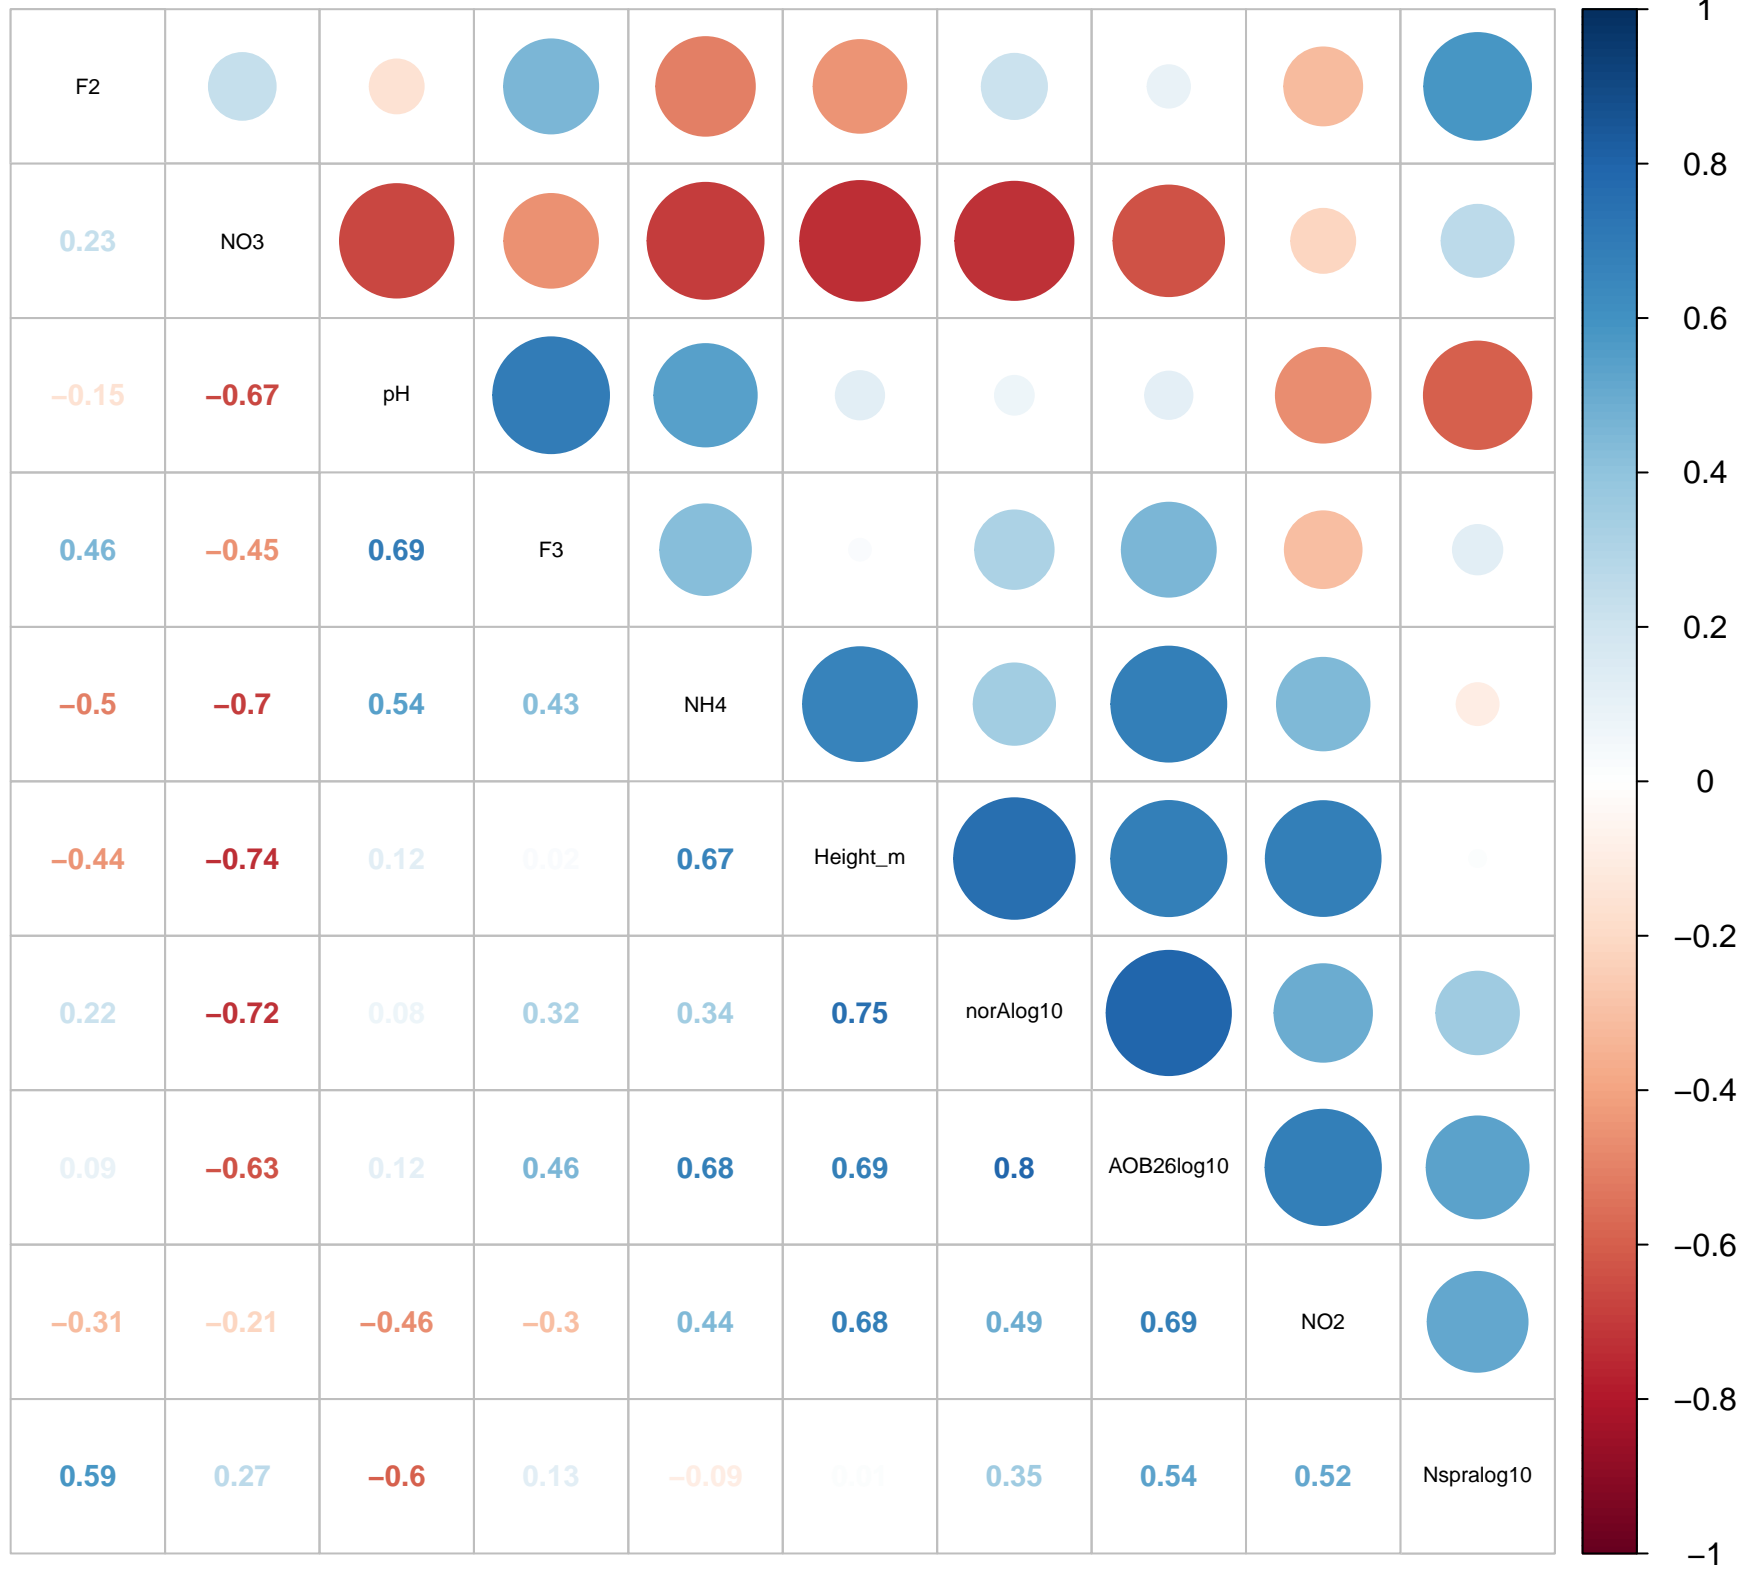 1
F2
0.8
0.23 NO3
0.6
−0.15 −0.67 pH
0.4
0.46 −0.45 0.69 F3
0.2
−0.5 −0.7 0.54 0.43 NH4
0
−0.44 −0.74 0.12 0.02 0.67 Height_m
−0.2
0.22 −0.72 0.08 0.32 0.34 0.75 norAlog10
−0.4
0.09 −0.63 0.12 0.46 0.68 0.69 0.8 AOB26log10
−0.6
−0.31 −0.21 −0.46 −0.3 0.44 0.68 0.49 0.69 NO2
−0.8
0.59 0.27 −0.6 0.13 −0.09 0.01 0.35 0.54 0.52 Nspralog10
−1